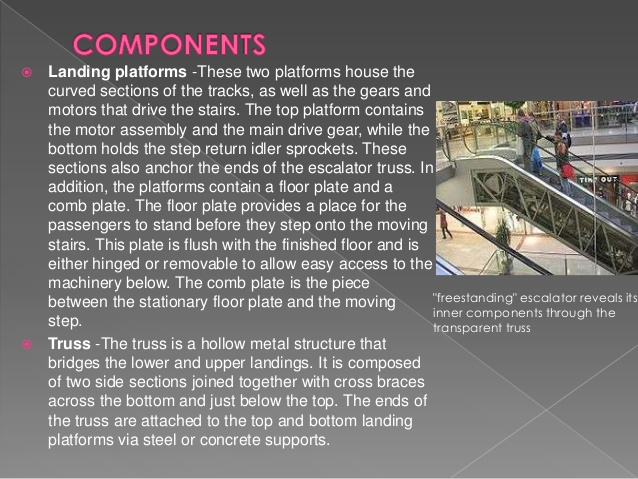 COMPONENTS
Landing platforms -These two platforms house the
curved sections of the tracks, as well as the gears and
motors that drive the stairs. The top platform contains
the motor assembly and the main drive gear, while the
bottom holds the step return idler sprockets. These
sections also anchor the ends of the escalator truss. In
addition, the platforms contain a floor plate and a
comb plate. The floor plate provides a place for the
passengers to stand before they step onto the moving
stairs. This plate is flush with the finished floor and is
either hinged or removable to allow easy access to the
machinery below. The comb plate is the piece
between the stationary floor plate and the moving
step.
Truss -The truss is a hollow metal structure that
bridges the lower and upper landings. It is composed
of two side sections joined together with cross braces
across the bottom and just below the top. The ends of
the truss are attached to the top and bottom landing
platforms via steel or concrete supports.
TIME OUT
"freestanding" escalator reveals its
inner components through the
transparent truss